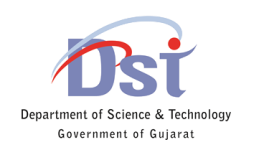 Dst
Department of Science & Technology
Government of Gujarat